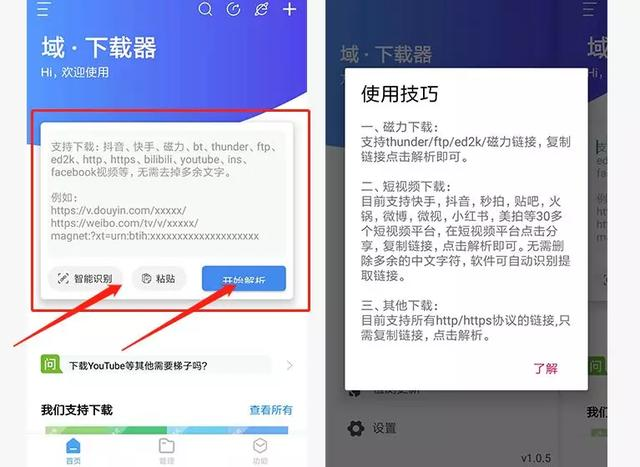 域·下载器
Hi，欢迎使用
支持下载：抖音、快手、磁力、bt、thunder、ftp、
ed2k、http、https、bilibili、youtube、ins、
facebook视频等，无需去掉多余文字。
例如：
https://v.douyin.com/xxxxx/
https://weibo.com/tv/v/xxxxx/
magnet:?xt=urn:btih:xxxxxxxxxxxxxxxxxxxx
智能识别
粘贴
开始解析
问
下载YouTube等其他需要梯子吗?
我们支持下载
查看所有
首页
管理
功能
域·下载器
使用技巧
一、磁力下载：
支持thunder/ftp/ed2k/磁力链接，复制
链接点击解析即可。
二、短视频下载：
目前支持快手，抖音，秒拍，贴吧，火
锅，微博，微视，小红书，美拍等30多
个短视频平台，在短视频平台点击分
享，复制链接，点击解析即可。无需删
除多余的中文字符，软件可自动识别提
取链接。
三、其他下载：
目前支持所有http/https协议的链接,只
需复制链接，点击解析。
了解
检测更新
设置
v1.0.5